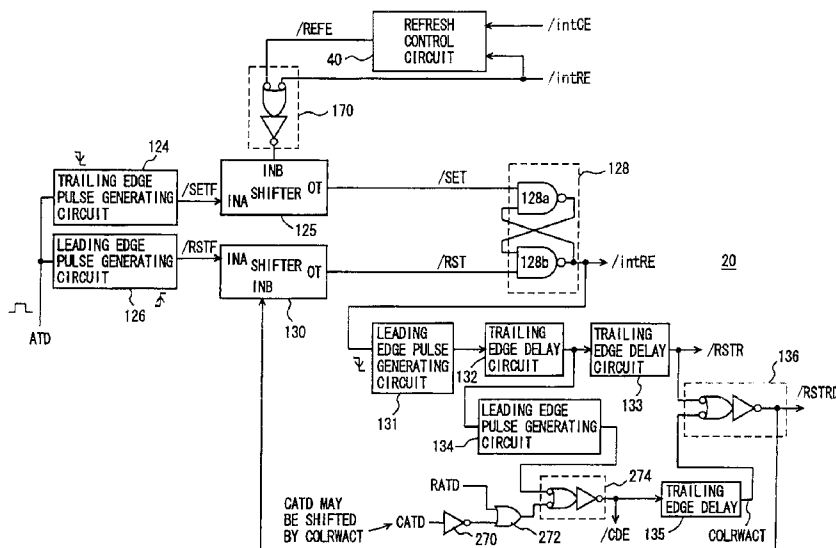 /REFE
REFRESH
CONTROL
CIRCUIT
/intCE
40
/intRE
170
124
TRAILING EDGE
PULSE GENERATING
CIRCUIT
/SETF
INB
INA SHIFTER OT
125
/SET
128
128a
LEADING EDGE
PULSE GENERATING
CIRCUIT
/RSTF
INA SHIFTER OT
INB
130
/RST
128b
/intRE
20
126
ATD
LEADING
EDGE PULSE
GENERATING
CIRCUIT
131
TRAILING
EDGE DELAY
CIRCUIT
132
TRAILING
EDGE DELAY
CIRCUIT
133
/RSTR
136
/RSTRD
LEADING EDGE
PULSE GENERATING
CIRCUIT
134
RATD
274
CATD MAY
BE SHIFTED
BY COLRWACT
CATD
270
272
/CDE
TRAILING
EDGE DELAY
135
COLRWACT